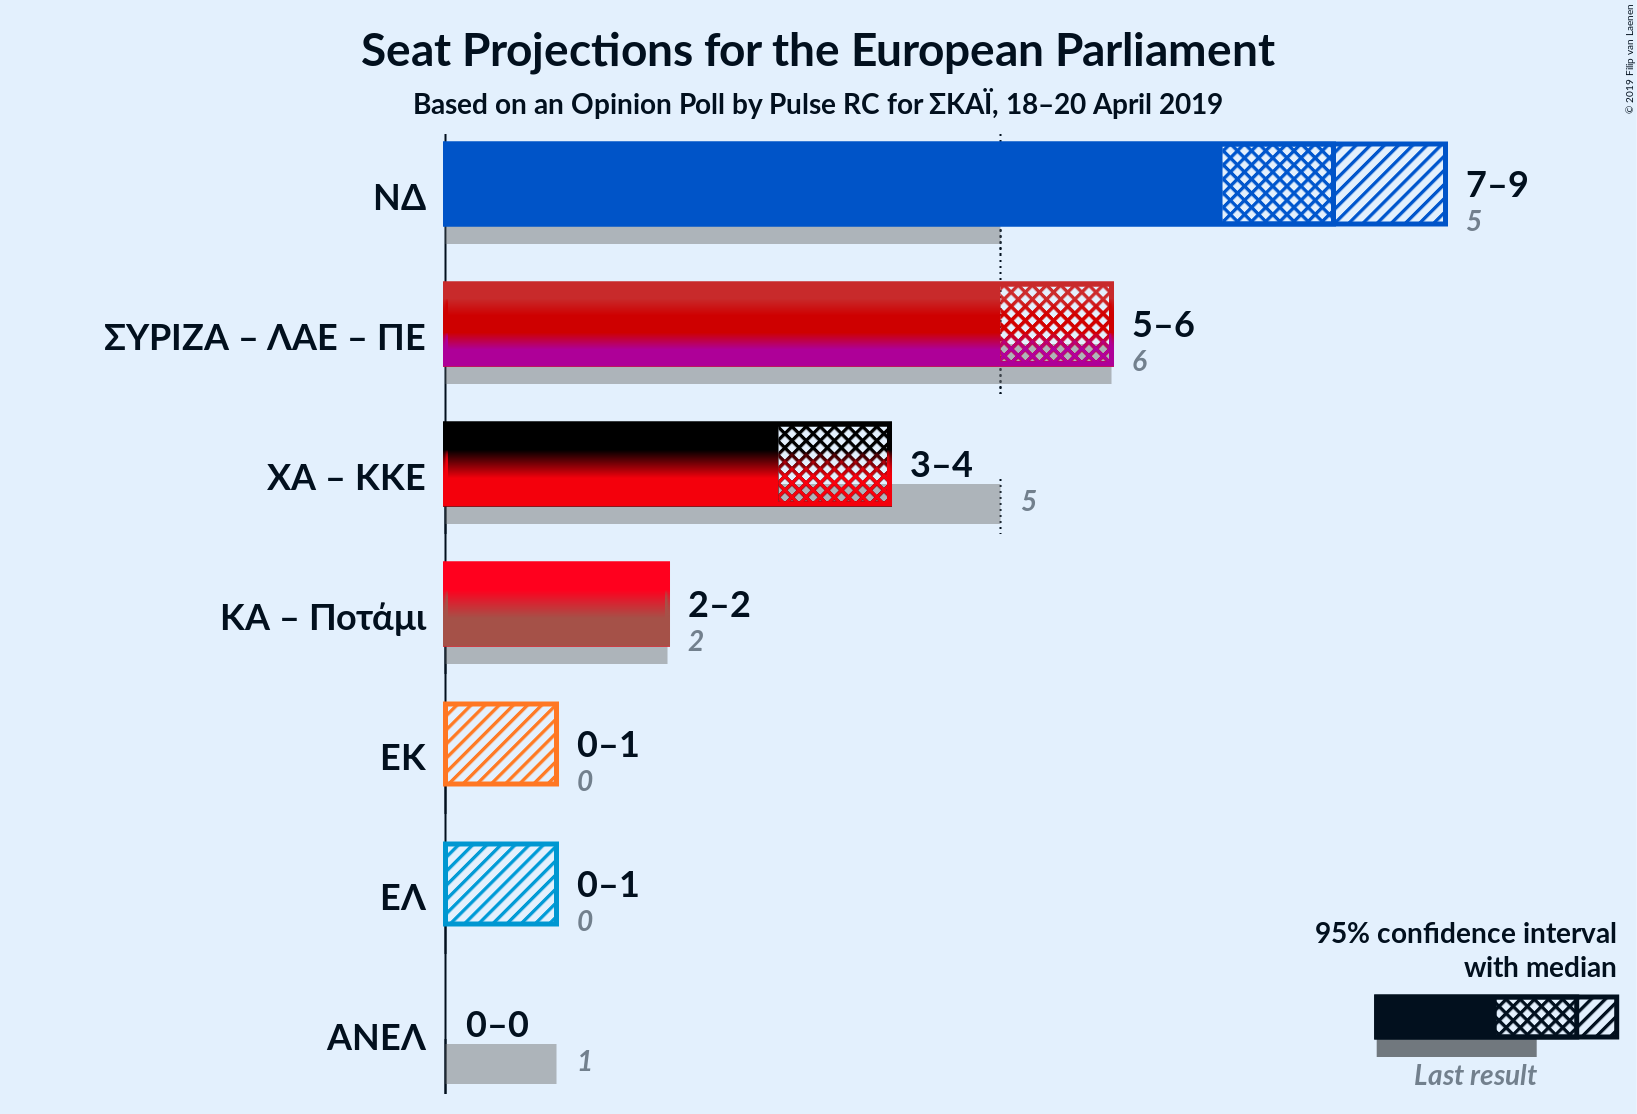 Seat Projections for the European Parliament
Based on an Opinion Poll by Pulse RC for ΣΚΑΪ, 18–20 April 2019
© 2019 Filip van Laenen
ΝΔ
7–9
5
ΣΥΡΙΖΑ – ΛΑΕ – ΠΕ
5–6
6
ΧΑ – ΚΚΕ
3–4
5
ΚΑ – Ποτάμι
2–2
2
ΕΚ
0–1
0
ΕΛ
0–1
0
ΑΝΕΛ
0–0
1
95% confidence interval
with median
Last result